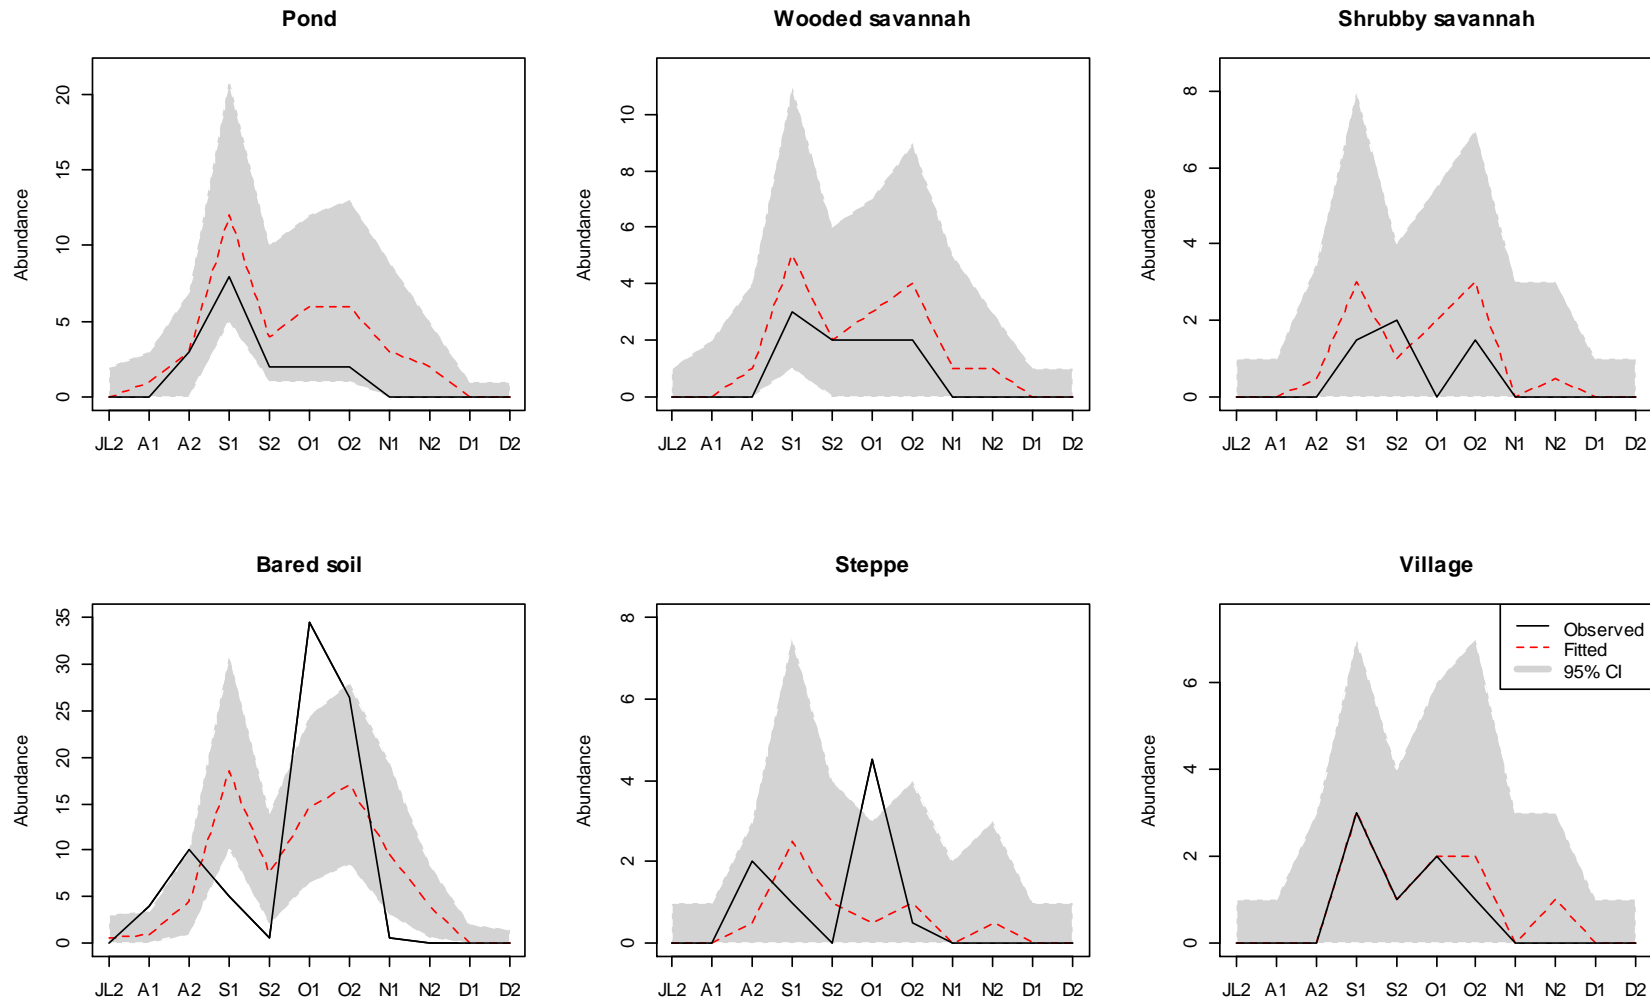 Pond
Abundance
20
15
10
5
0
JL2 A1 A2 S1 S2 O1 O2 N1 N2 D1 D2
Wooded savannah
Abundance
10
8
6
4
2
0
JL2 A1 A2 S1 S2 O1 O2 N1 N2 D1 D2
Shrubby savannah
Abundance
8
6
4
2
0
JL2 A1 A2 S1 S2 O1 O2 N1 N2 D1 D2
Bared soil
Abundance
35
30
25
20
15
10
5
0
JL2 A1 A2 S1 S2 O1 O2 N1 N2 D1 D2
Steppe
Abundance
8
6
4
2
0
JL2 A1 A2 S1 S2 O1 O2 N1 N2 D1 D2
Village
Abundance
6
4
2
0
Observed
Fitted
95% CI
JL2 A1 A2 S1 S2 O1 O2 N1 N2 D1 D2